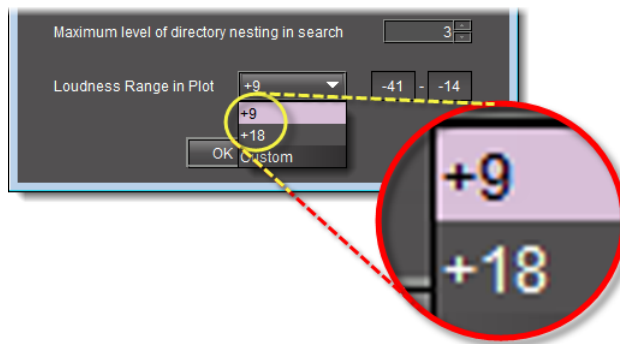 Maximum level of directory nesting in search 3
Loudness Range in Plot +9 -41 - -14
+9
+18
OK Custom
+9
+18